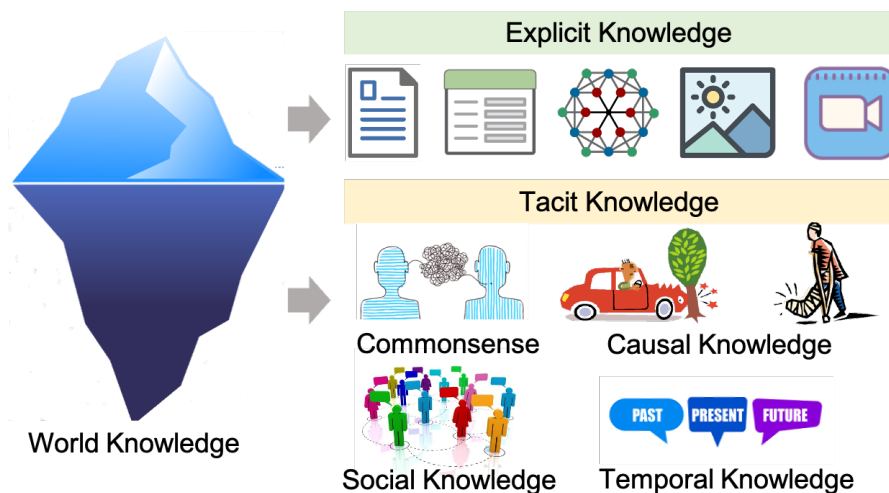 Explicit Knowledge
Tacit Knowledge
Commonsense
Causal Knowledge
PAST
PRESENT
FUTURE
World Knowledge
Social Knowledge
Temporal Knowledge